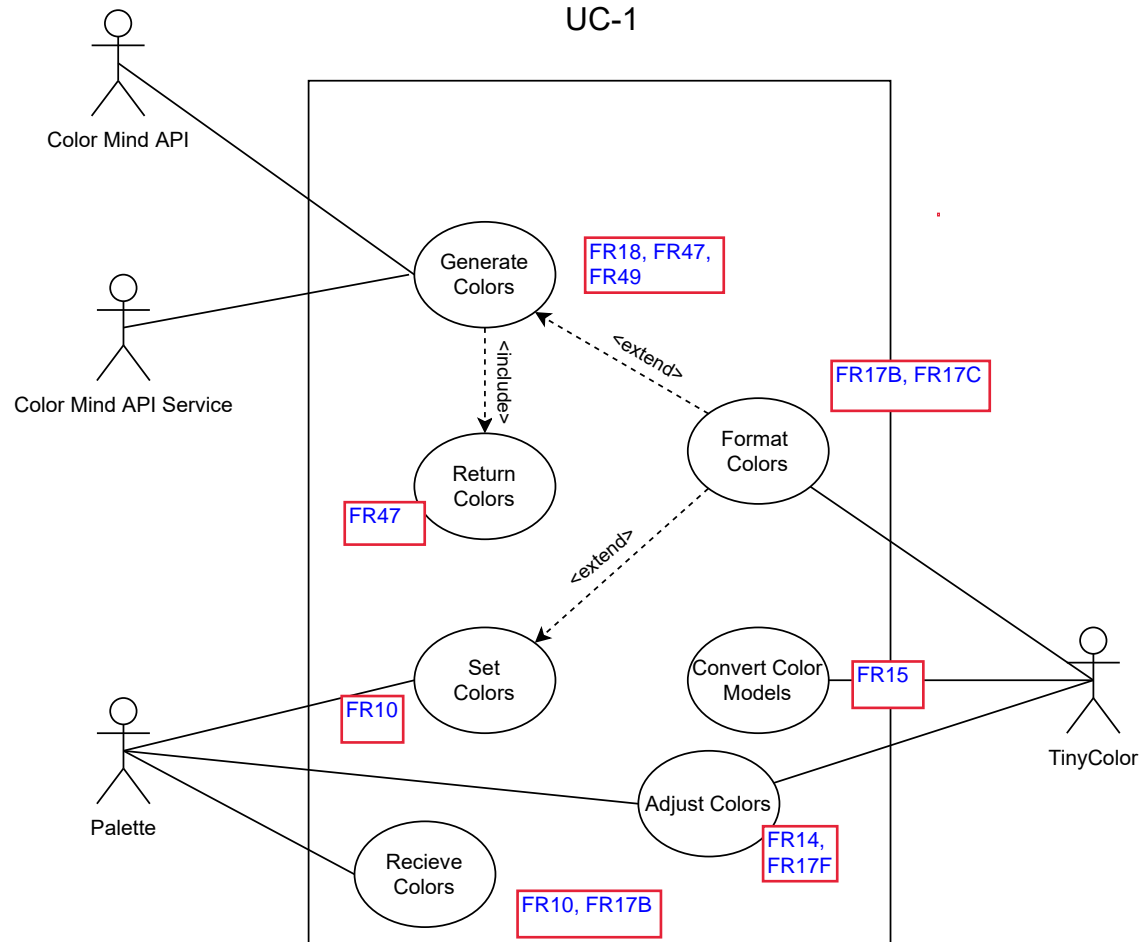 UC-1
Color Mind API
Generate
Colors
FR18, FR47,
FR49
<include>
<extend>
FR17B, FR17C
Color Mind API Service
Format
Colors
Return
Colors
FR47
<extend>
Set
Colors
FR10
Convert Color
Models
FR15
TinyColor
Palette
Adjust Colors
FR14,
FR17F
Recieve
Colors
FR10, FR17B